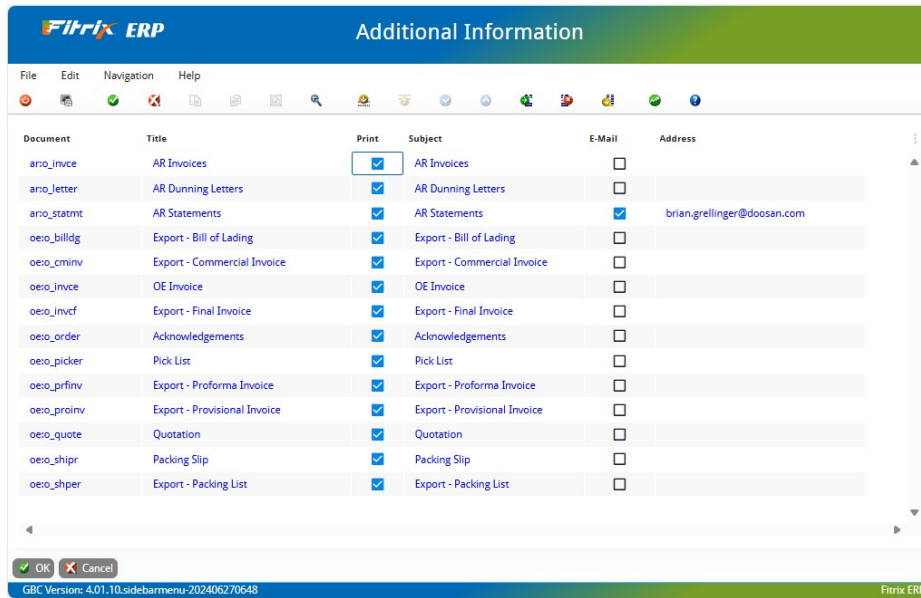 Fitrix ERP Additional Information
File Edit Navigation Help
Document Title Print Subject E-Mail Address
ar:o_invce AR Invoices AR Invoices
ar:o_letter AR Dunning Letters AR Dunning Letters
ar:o_statmt AR Statements AR Statements brian.grellinger@doosan.com
oe:o_billdg Export - Bill of Lading Export - Bill of Lading
oe:o_cminv Export - Commercial Invoice Export - Commercial Invoice
oe:o_invce OE Invoice OE Invoice
oe:o_invcf Export - Final Invoice Export - Final Invoice
oe:o_order Acknowledgements Acknowledgements
oe:o_picker Pick List Pick List
oe:o_prfinv Export - Proforma Invoice Export - Proforma Invoice
oe:o_proinv Export - Provisional Invoice Export - Provisional Invoice
oe:o_quote Quotation Quotation
oe:o_shipr Packing Slip Packing Slip
oe:o_shper Export - Packing List Export - Packing List
OK Cancel
GBC Version: 4.01.10.sidebarmenu-202406270648 Fitrix ERP